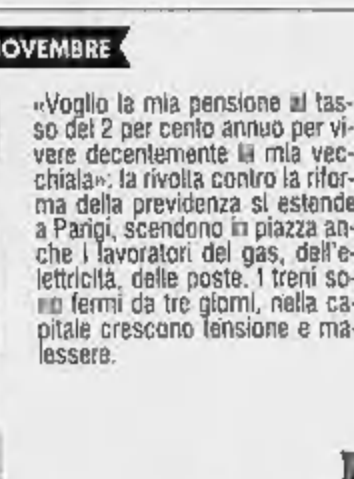 OVEMBRE
«Voglio la mia pensione al tas-
so del 2 per cento annuo per vi-
vere decentemente la mia vec-
chiaia»: la rivolta contro la rifor-
ma della previdenza si estende
a Parigi, scendono in piazza an-
che i lavoratori del gas, dell'e-
lettricità, delle poste. I treni so-
no fermi da tre giorni, nella ca-
pitale crescono tensione e ma-
lessere.